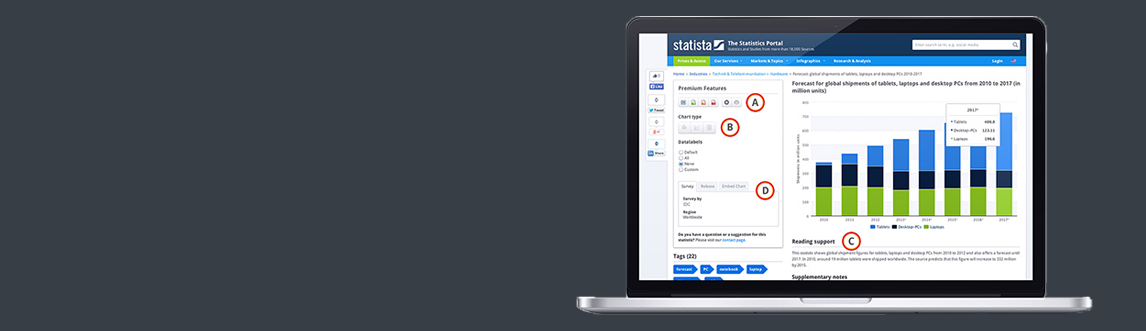 statista
The Statistics Portal
Statistics and Studies from more than 18,000 Sources
Prices & Access Our Services Markets & Topics Infographics Research & Analysis Login
Home › Industries › Technik & Telekommunikation › Hardware › Forecast global shipments of tablets, laptops and desktop PCs 2010-2017
Like
0
Tweet
0
0
Share
Premium Features
A
Chart type
B
Datalabels
Default
All
None
Custom
Survey Release Embed Chart
D
Survey by
IDC
Region
Worldwide
Do you have a question or a suggestion for this
statistic? Please visit our contact page.
Tags (22)
forecast PC notebook laptop
Forecast for global shipments of tablets, laptops and desktop PCs from 2010 to 2017 (in
million units)
Shipments in million units
800
700
600
500
400
300
200
100
0
2017*
Tablets
Desktop-PCs 123.11
Laptops
2010 2011 2012 2013* 2014* 2015* 2016* 2017*
Tablets Desktop-PCs Laptops
Reading support
C
This statistic shows global shipment figures for tablets, laptops and desktop PCs from 2010 to 2012 and also offers a forecast until
2017. In 2010, around 19 million tablets were shipped worldwide. The source predicts that this figure will increase to 332 million
by 2015.
Supplementary notes